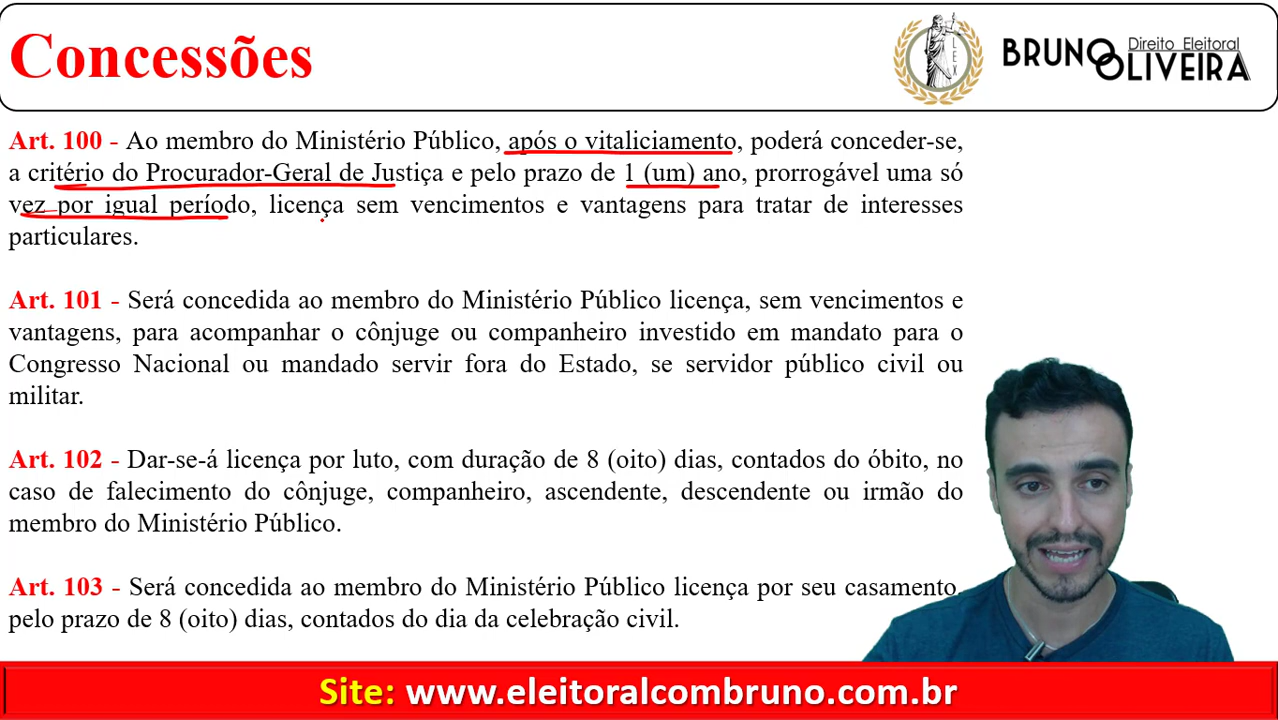 Concessões
BRUNO OLIVEIRA
Direito Eleitoral
LEX
Art. 100 - Ao membro do Ministério Público, após o vitaliciamento, poderá conceder-se,
a critério do Procurador-Geral de Justiça e pelo prazo de 1 (um) ano, prorrogável uma só
vez por igual período, licença sem vencimentos e vantagens para tratar de interesses
particulares.
Art. 101 - Será concedida ao membro do Ministério Público licença, sem vencimentos e
vantagens, para acompanhar o cônjuge ou companheiro investido em mandato para o
Congresso Nacional ou mandado servir fora do Estado, se servidor público civil ou
militar.
Art. 102 - Dar-se-á licença por luto, com duração de 8 (oito) dias, contados do óbito, no
caso de falecimento do cônjuge, companheiro, ascendente, descendente ou irmão do
membro do Ministério Público.
Art. 103 - Será concedida ao membro do Ministério Público licença por seu casamento,
pelo prazo de 8 (oito) dias, contados do dia da celebração civil.
Site: www.eleitoralcombruno.com.br